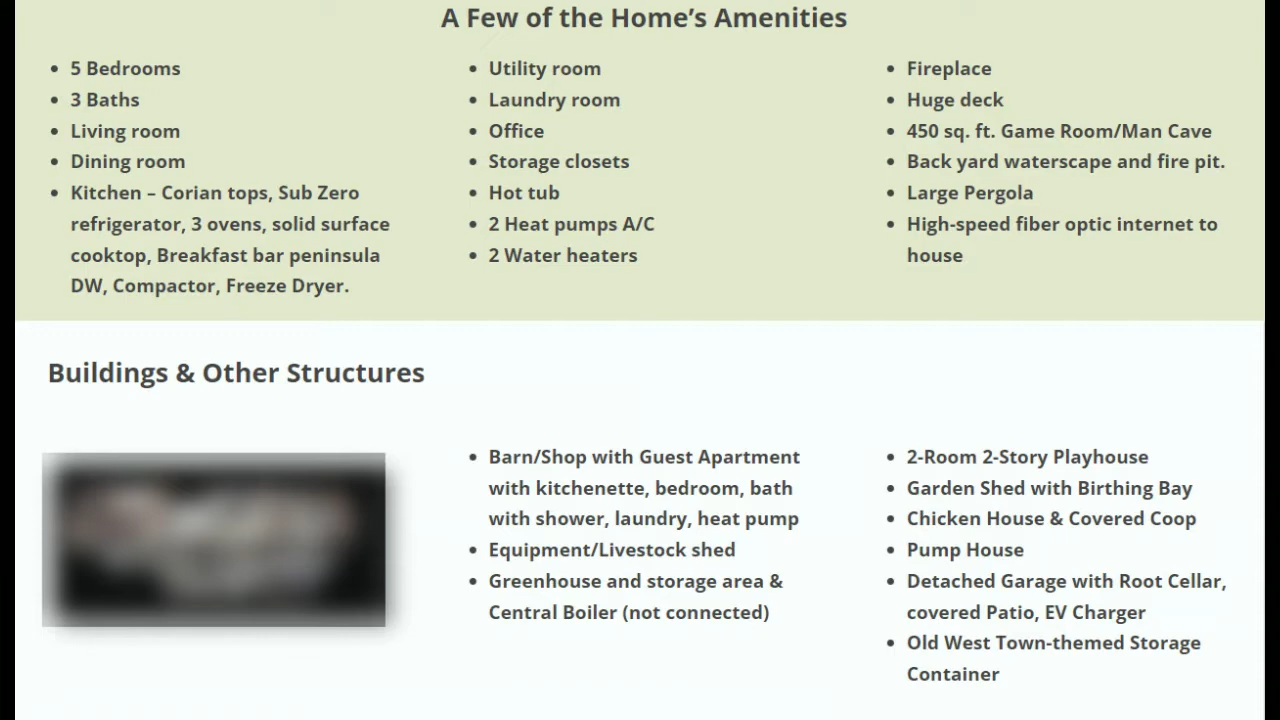 A Few of the Home’s Amenities
5 Bedrooms
3 Baths
Living room
Dining room
Kitchen – Corian tops, Sub Zero
refrigerator, 3 ovens, solid surface
cooktop, Breakfast bar peninsula
DW, Compactor, Freeze Dryer.
Utility room
Laundry room
Office
Storage closets
Hot tub
2 Heat pumps A/C
2 Water heaters
Fireplace
Huge deck
450 sq. ft. Game Room/Man Cave
Back yard waterscape and fire pit.
Large Pergola
High-speed fiber optic internet to
house
Buildings & Other Structures
Barn/Shop with Guest Apartment
with kitchenette, bedroom, bath
with shower, laundry, heat pump
Equipment/Livestock shed
Greenhouse and storage area &
Central Boiler (not connected)
2-Room 2-Story Playhouse
Garden Shed with Birthing Bay
Chicken House & Covered Coop
Pump House
Detached Garage with Root Cellar,
covered Patio, EV Charger
Old West Town-themed Storage
Container